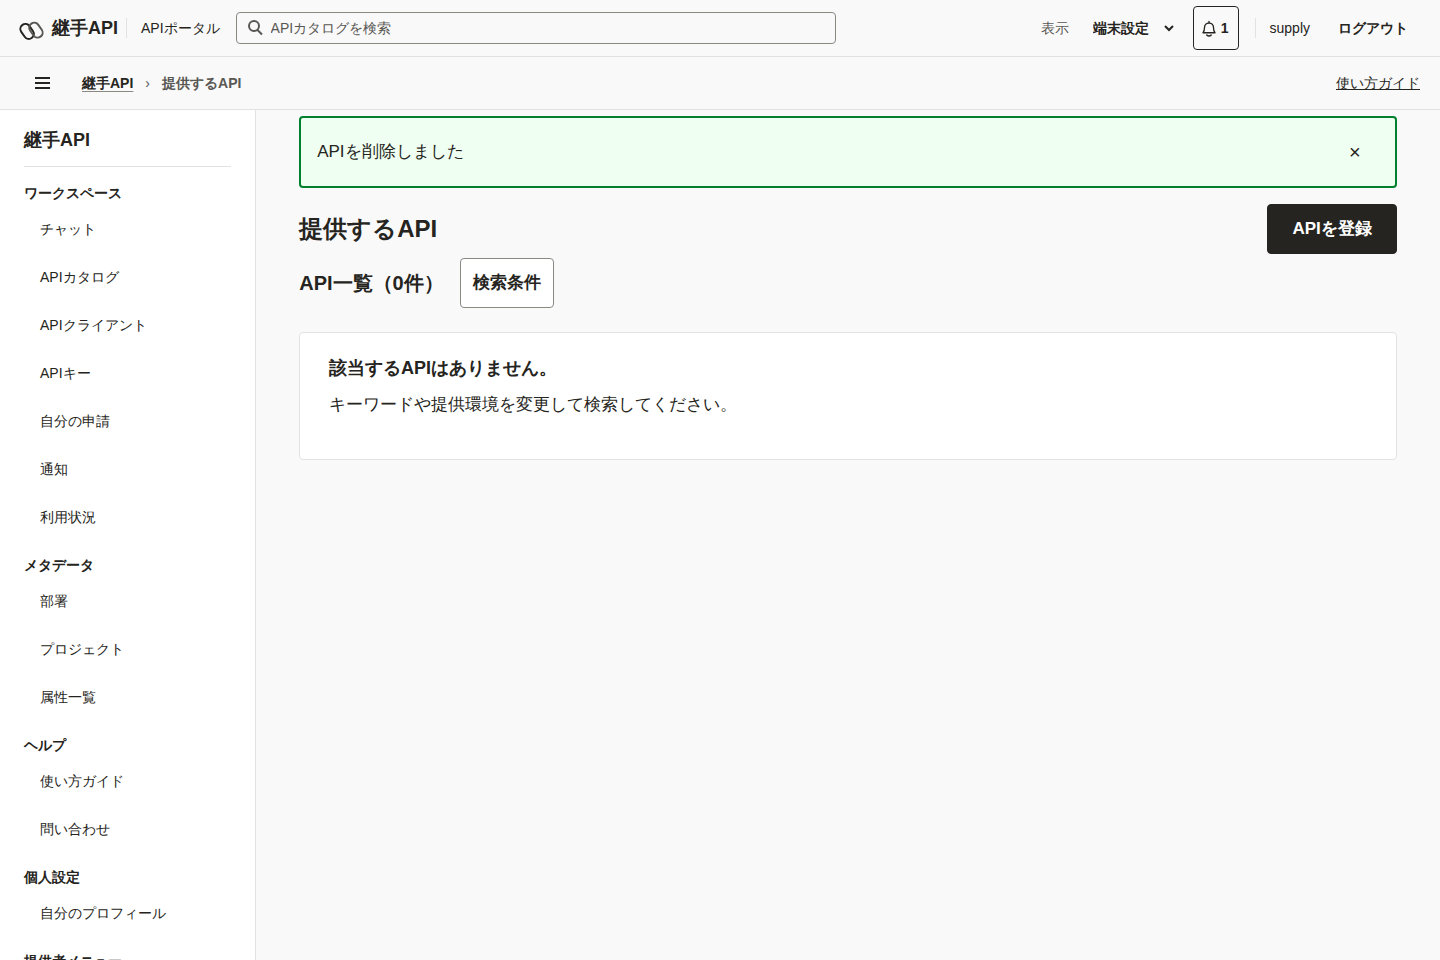 継手API
APIポータル
APIカタログを検索
表示
端末設定
1
supply
ログアウト
継手API › 提供するAPI
使い方ガイド
継手API
ワークスペース
チャット
APIカタログ
APIクライアント
APIキー
自分の申請
通知
利用状況
メタデータ
部署
プロジェクト
属性一覧
ヘルプ
使い方ガイド
問い合わせ
個人設定
自分のプロフィール
提供者メニュー
APIを削除しました
×
提供するAPI
APIを登録
API一覧（0件）
検索条件
該当するAPIはありません。
キーワードや提供環境を変更して検索してください。